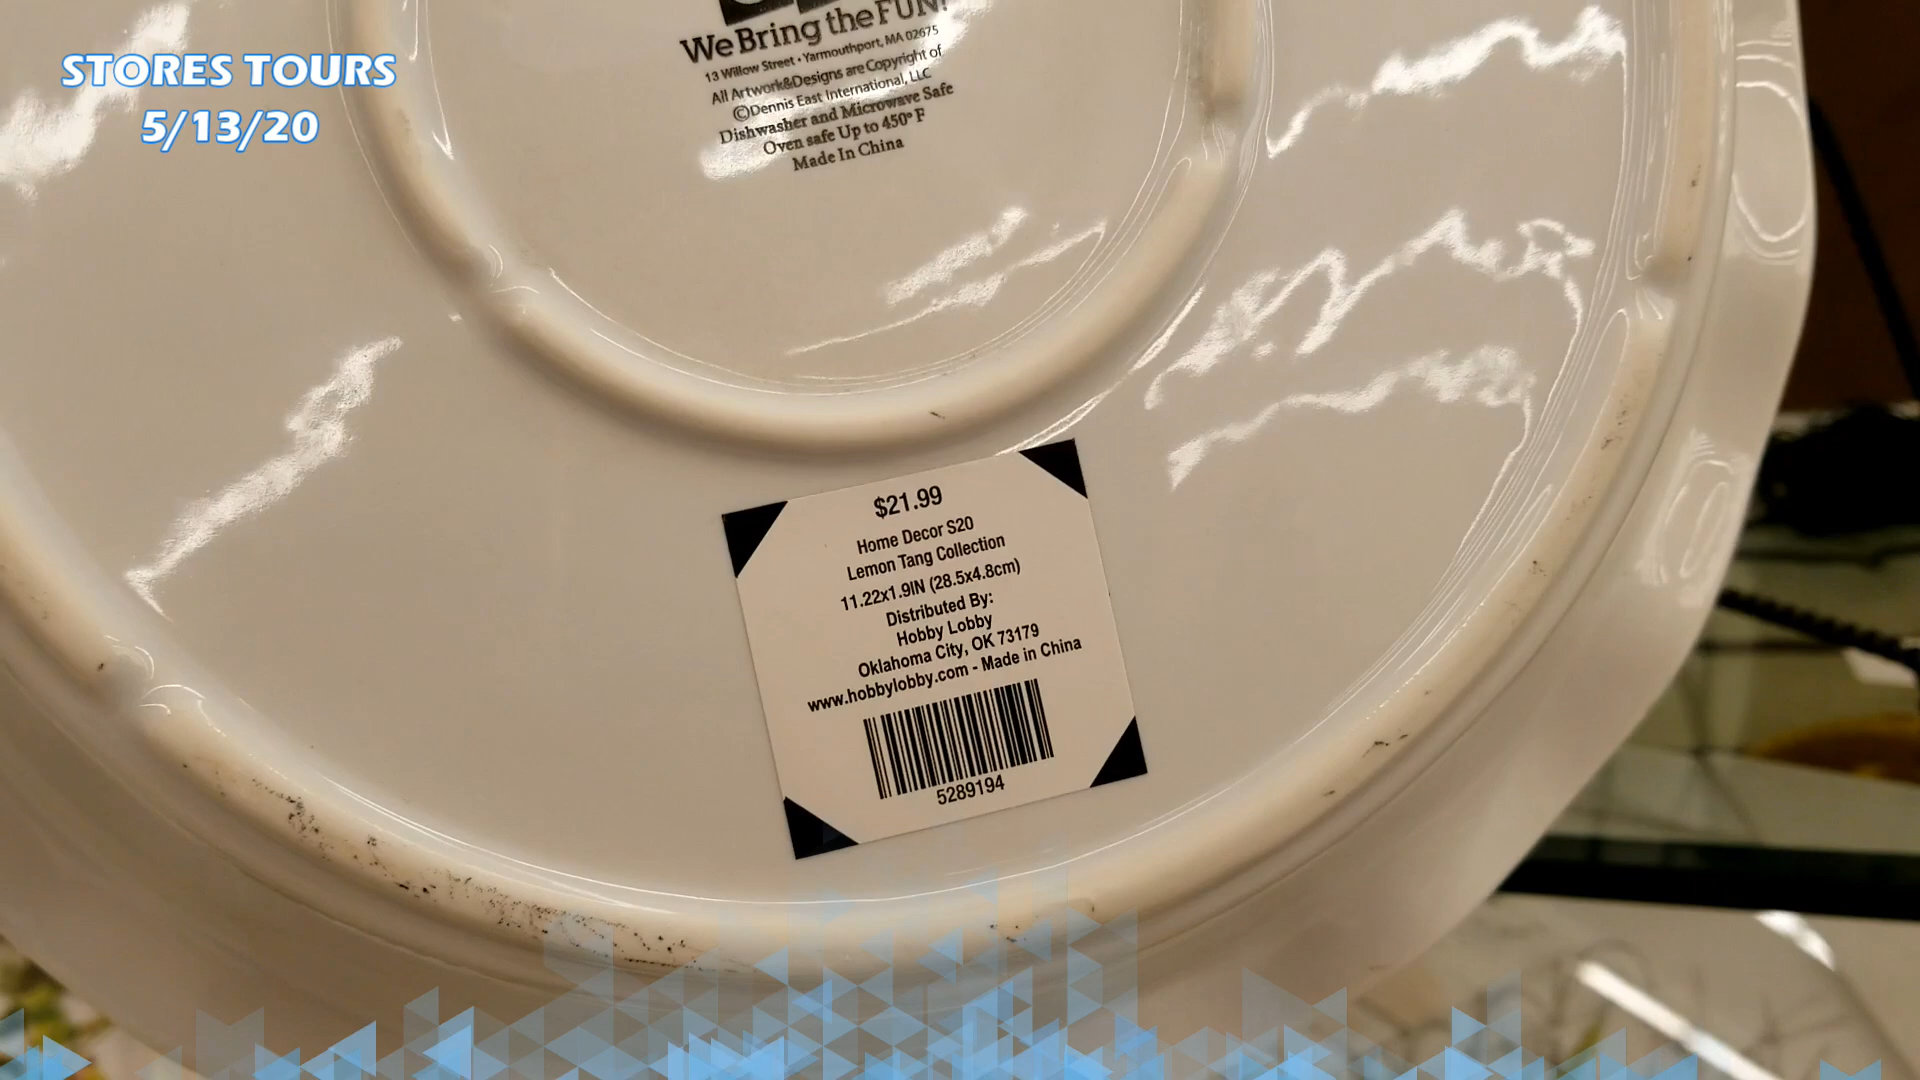 STORES TOURS
5/13/20
We Bring the FUN!
13 Willow Street • Yarmouthport, MA 02675
All Artwork&Designs are Copyright of
©Dennis East International, LLC
Dishwasher and Microwave Safe
Oven safe Up to 450° F
Made In China
$21.99
Home Decor S20
Lemon Tang Collection
11.22x1.9IN (28.5x4.8cm)
Distributed By:
Hobby Lobby
Oklahoma City, OK 73179
www.hobbylobby.com - Made in China
5289194